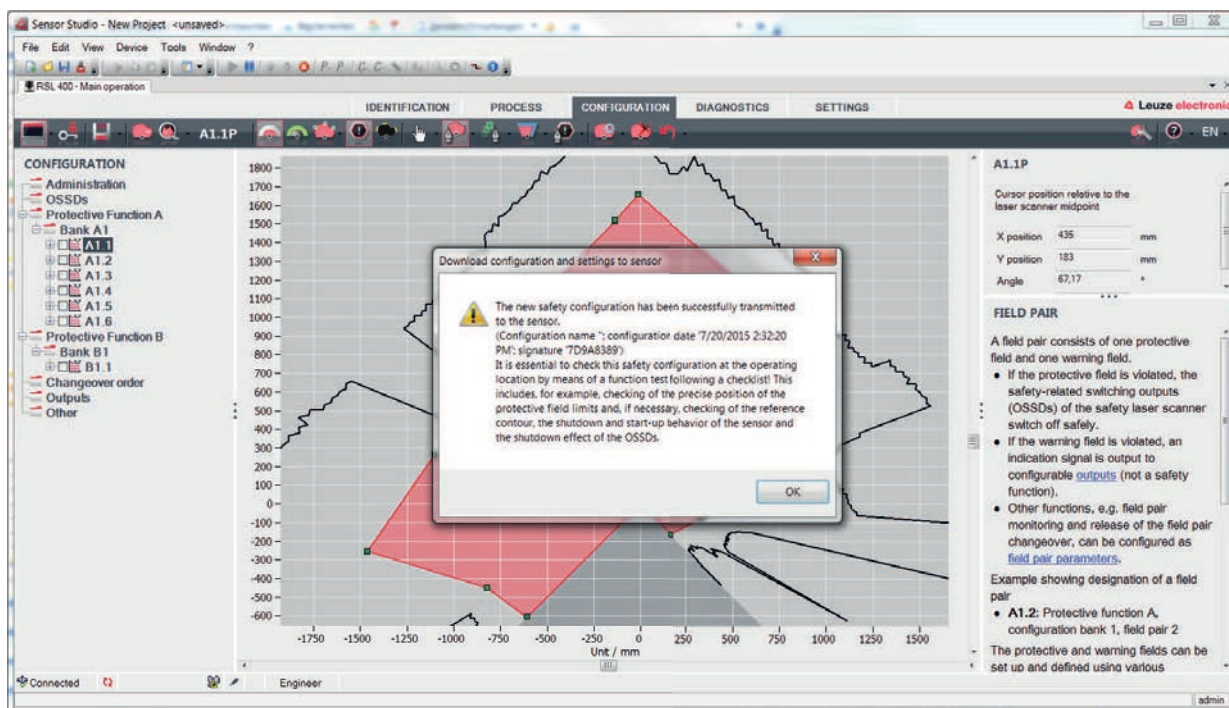 Sensor Studio - New Project <unsaved>
File Edit View Device Tools Window ?
RSL 400 - Main operation
IDENTIFICATION PROCESS CONFIGURATION DIAGNOSTICS SETTINGS
Leuze electronic
A1.1P
EN
CONFIGURATION
Administration
OSSDs
Protective Function A
Bank A1
A1.1
A1.2
A1.3
A1.4
A1.5
A1.6
Protective Function B
Bank B1
B1.1
Changeover order
Outputs
Other
1800
1700
1600
1500
1400
1300
1200
1100
1000
900
800
700
600
500
400
300
200
100
0
-100
-200
-300
-400
-500
-600
-1750 -1500 -1250 -1000 -750 -500 -250 0 250 500 750 1000 1250 1500
Unt / mm
Download configuration and settings to sensor
The new safety configuration has been successfully transmitted
to the sensor.
(Configuration name ''; configuration date '7/20/2015 2:32:20
PM'; signature '7D9A8389')
It is essential to check this safety configuration at the operating
location by means of a function test following a checklist! This
includes, for example, checking of the precise position of the
protective field limits and, if necessary, checking of the reference
contour, the shutdown and start-up behavior of the sensor and
the shutdown effect of the OSSDs.
OK
A1.1P
Cursor position relative to the
laser scanner midpoint
X position 435 mm
Y position 183 mm
Angle 67,17 °
FIELD PAIR
A field pair consists of one protective
field and one warning field.
• If the protective field is violated, the
safety-related switching outputs
(OSSDs) of the safety laser scanner
switch off safely.
• If the warning field is violated, an
indication signal is output to
configurable outputs (not a safety
function).
• Other functions, e.g. field pair
monitoring and release of the field pair
changeover, can be configured as
field pair parameters.
Example showing designation of a field
pair
• A1.2: Protective function A,
configuration bank 1, field pair 2
The protective and warning fields can be
set up and defined using various
Connected
Engineer
admin